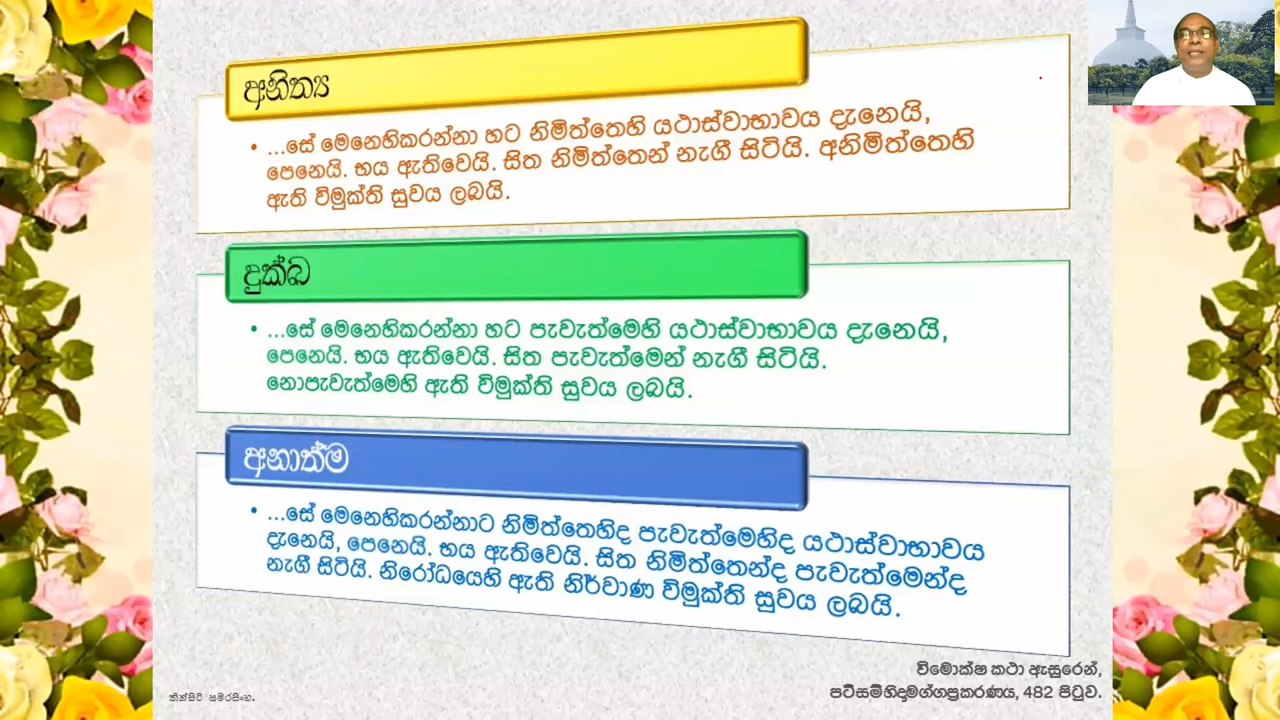 අනිත්‍ය
• ...සේ මෙනෙහිකරන්නා හට නිමිත්තෙහි යථාස්වාභාවය දැනෙයි,
පෙනෙයි. භය ඇතිවෙයි. සිත නිමිත්තෙන් නැගී සිටියි. අනිමිත්තෙහි
ඇති විමුක්ති සුවය ලබයි.
දුක්ඛ
• ...සේ මෙනෙහිකරන්නා හට පැවැත්මෙහි යථාස්වාභාවය දැනෙයි,
පෙනෙයි. භය ඇතිවෙයි. සිත පැවැත්මෙන් නැගී සිටියි.
නොපැවැත්මෙහි ඇති විමුක්ති සුවය ලබයි.
අනාත්ම
• ...සේ මෙනෙහිකරන්නාට නිමිත්තෙහිද පැවැත්මෙහිද යථාස්වාභාවය
දැනෙයි, පෙනෙයි. භය ඇතිවෙයි. සිත නිමිත්තෙන්ද පැවැත්මෙන්ද
නැගී සිටියි. නිරෝධයෙහි ඇති නිර්වාණ විමුක්ති සුවය ලබයි.
විමොක්ෂ කථා ඇසුරෙන්,
පටිසම්භිදාමග්ගප්‍රකරණය, 482 පිටුව.
කිත්සිරි සමරසිංහ.